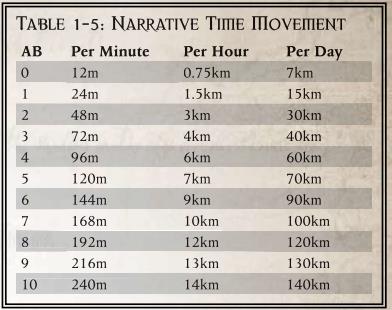 TABLE 1-5: NARRATIVE TIME MOVEMENT
AB Per Minute Per Hour Per Day
0 12m 0.75km 7km
1 24m 1.5km 15km
2 48m 3km 30km
3 72m 4km 40km
4 96m 6km 60km
5 120m 7km 70km
6 144m 9km 90km
7 168m 10km 100km
8 192m 12km 120km
9 216m 13km 130km
10 240m 14km 140km